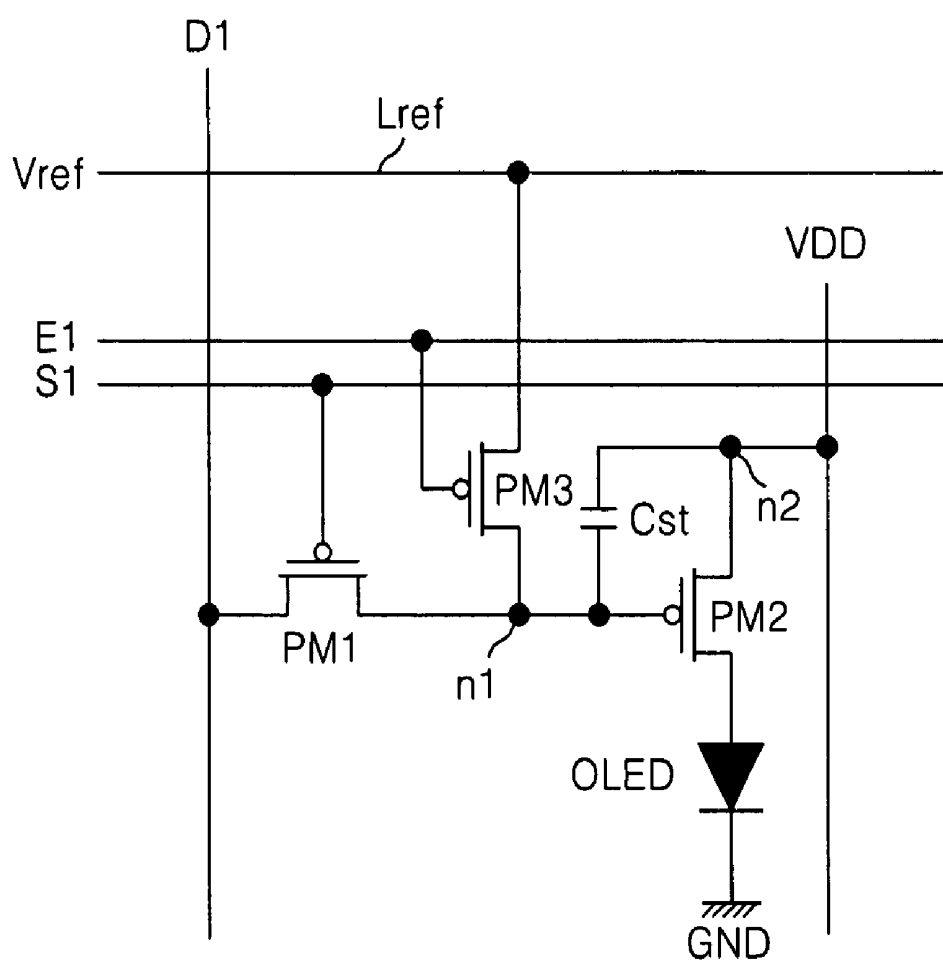 D1
Lref
Vref
VDD
E1
S1
PM3
Cst
n2
PM2
PM1
n1
OLED
GND